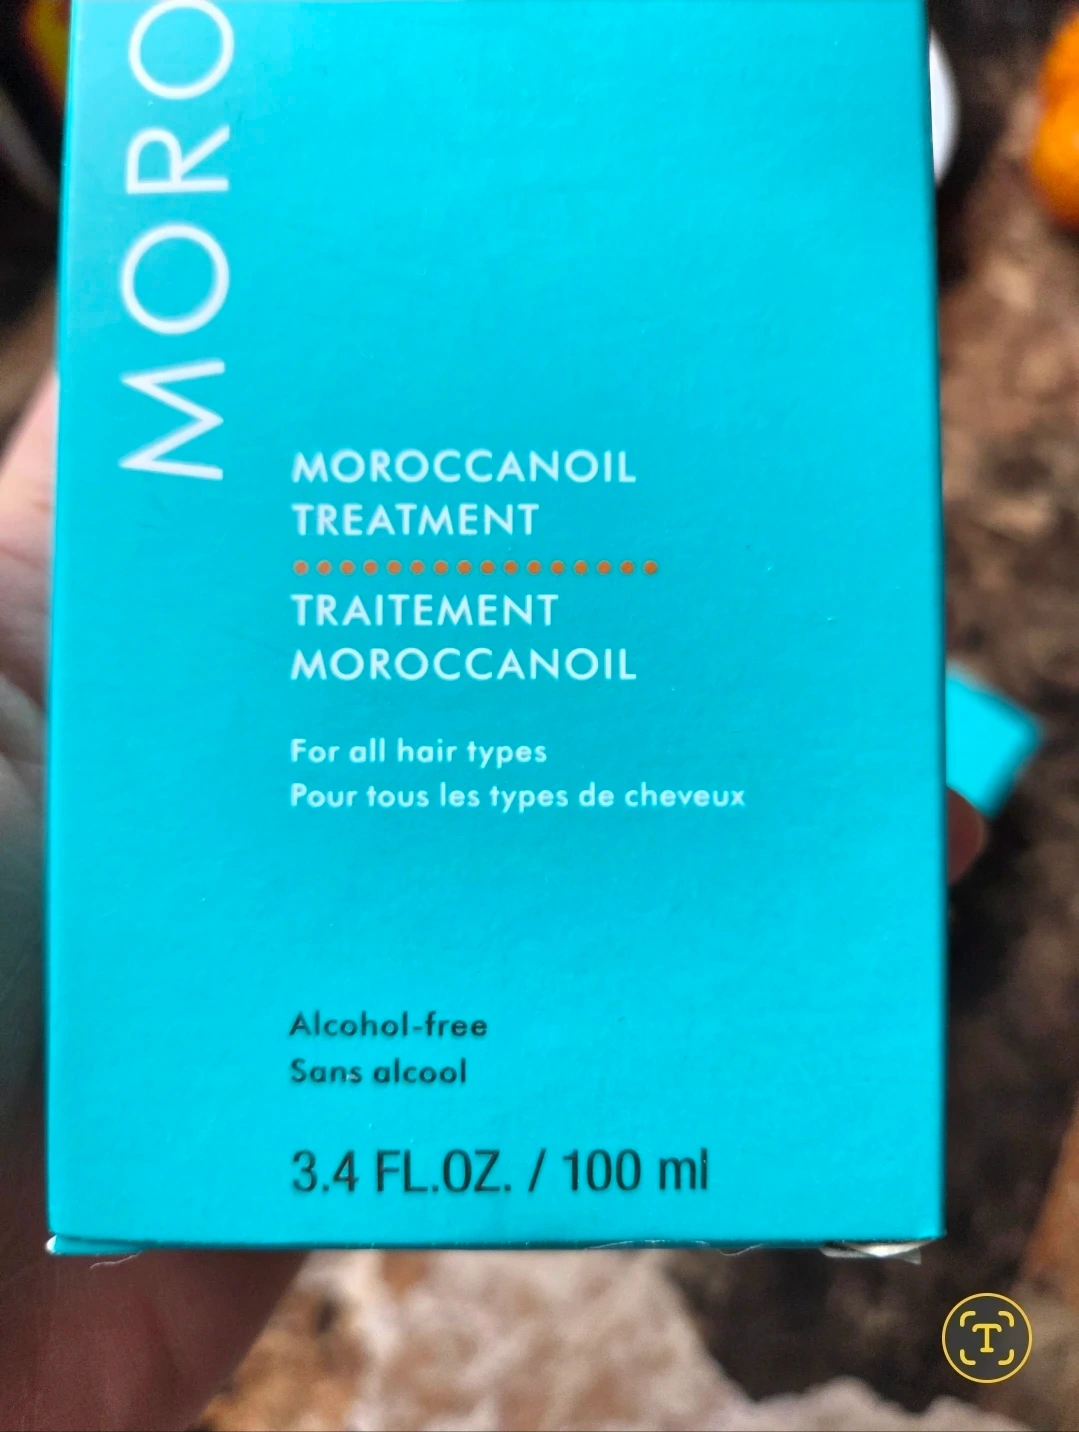 MORO
MOROCCANOIL
TREATMENT
TRAITEMENT
MOROCCANOIL
For all hair types
Pour tous les types de cheveux
Alcohol-free
Sans alcool
3.4 FL.OZ. / 100 ml